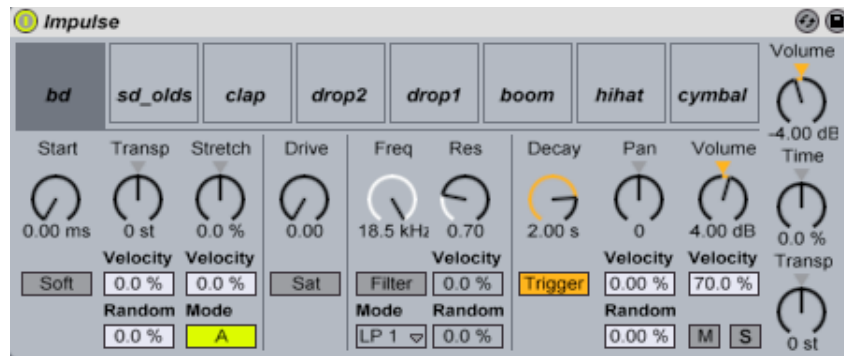 Impulse
bd sd_olds clap drop2 drop1 boom hihat cymbal
Volume
-4.00 dB
Start Transp Stretch Drive Freq Res Decay Pan Volume Time
0.00 ms 0 st 0.0 % 0.00 18.5 kHz 0.70 2.00 s 0 4.00 dB 0.0 %
Velocity Velocity Velocity Velocity Velocity Transp
Soft 0.0 % 0.0 % Sat Filter 0.0 % Trigger 0.00 % 70.0 %
Random Mode Mode Random Random
0.0 % A LP 1 0.0 % 0.00 % M S 0 st